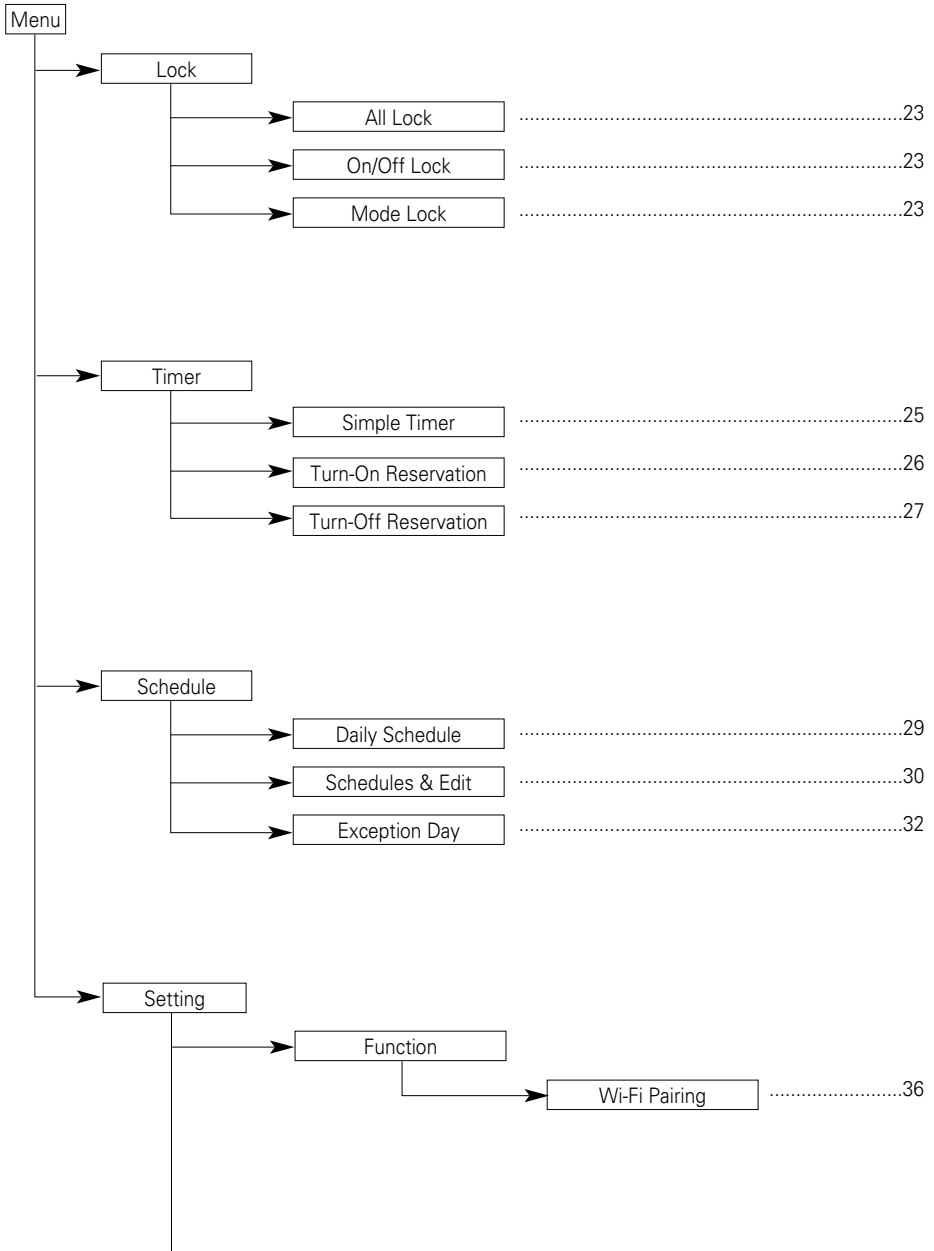 Menu
Lock
All Lock ........................................................................23
On/Off Lock ........................................................................23
Mode Lock ........................................................................23
Timer
Simple Timer ........................................................................25
Turn-On Reservation ........................................................................26
Turn-Off Reservation ........................................................................27
Schedule
Daily Schedule ........................................................................29
Schedules & Edit ........................................................................30
Exception Day ........................................................................32
Setting
Function
Wi-Fi Pairing .........................36